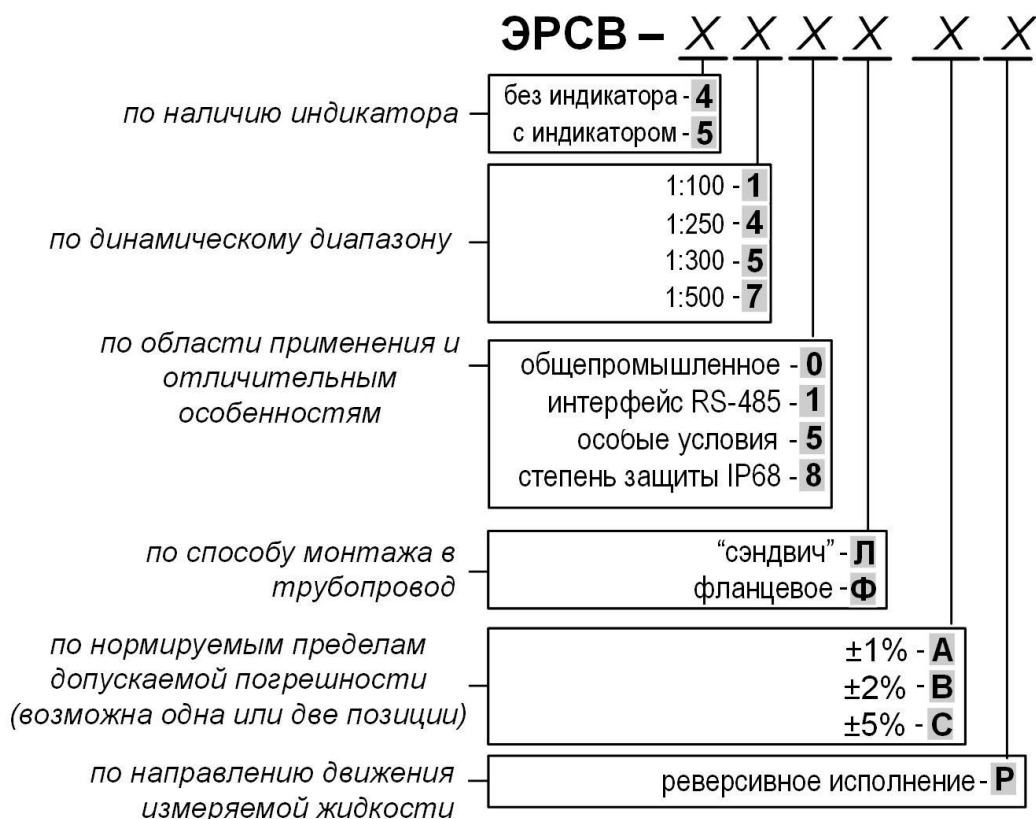 ЭРСВ – X X X X X X
по наличию индикатора
без индикатора - 4
с индикатором - 5
по динамическому диапазону
1:100 - 1
1:250 - 4
1:300 - 5
1:500 - 7
по области применения и
отличительным
особенностям
общепромышленное - 0
интерфейс RS-485 - 1
особые условия - 5
степень защиты IP68 - 8
по способу монтажа в
трубопровод
“сэндвич” - Л
фланцевое - Ф
по нормируемым пределам
допускаемой погрешности
(возможна одна или две позиции)
±1% - A
±2% - B
±5% - C
по направлению движения
измеряемой жидкости
реверсивное исполнение - Р